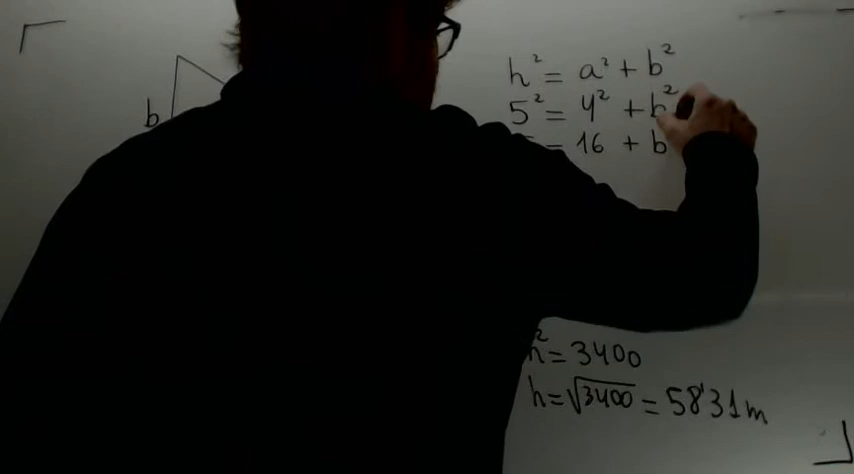 b
h² = a² + b²
5² = 4² + b²
= 16 + b
h² = 3400
h = √3400 = 58'31 m